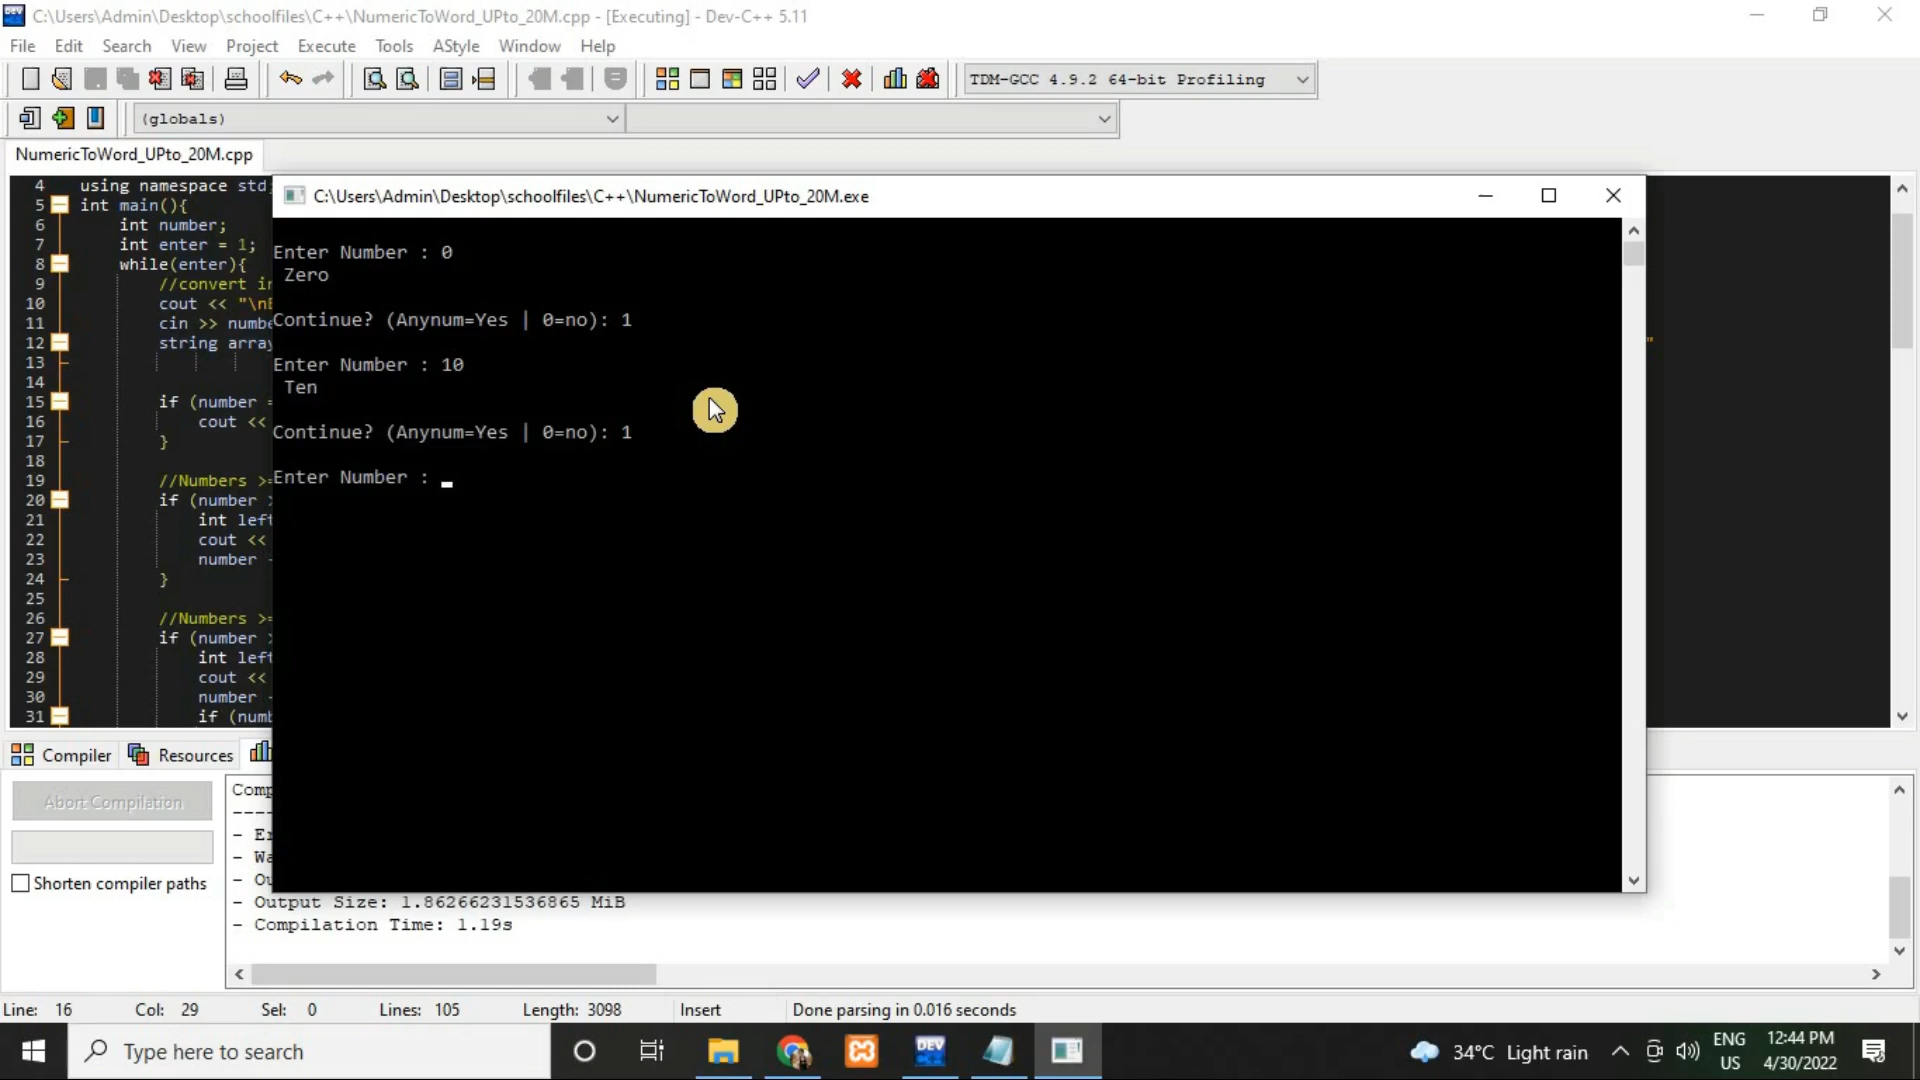 C:\Users\Admin\Desktop\schoolfiles\C++\NumericToWord_UPto_20M.cpp - [Executing] - Dev-C++ 5.11
File Edit Search View Project Execute Tools AStyle Window Help
TDM-GCC 4.9.2 64-bit Profiling
(globals)
NumericToWord_UPto_20M.cpp
4 using namespace std
5 int main(){
6 int number;
7 int enter = 1;
8 while(enter){
9 //convert in
10 cout << "\nE
11 cin >> numbe
12 string array
13
14
15 if (number =
16 cout <<
17 }
18
19 //Numbers >=
20 if (number >
21 int left
22 cout <<
23 number -
24 }
25
26 //Numbers >=
27 if (number >
28 int left
29 cout <<
30 number -
31 if (numb
C:\Users\Admin\Desktop\schoolfiles\C++\NumericToWord_UPto_20M.exe
Enter Number : 0
Zero
Continue? (Anynum=Yes | 0=no): 1
Enter Number : 10
Ten
Continue? (Anynum=Yes | 0=no): 1
Enter Number :
Compiler Resources
Abort Compilation
Shorten compiler paths
Comp
----
- Er
- Wa
- Ou
- Output Size: 1.86266231536865 MiB
- Compilation Time: 1.19s
Line: 16 Col: 29 Sel: 0 Lines: 105 Length: 3098 Insert Done parsing in 0.016 seconds
Type here to search
DEV
34°C Light rain
ENG
US
12:44 PM
4/30/2022